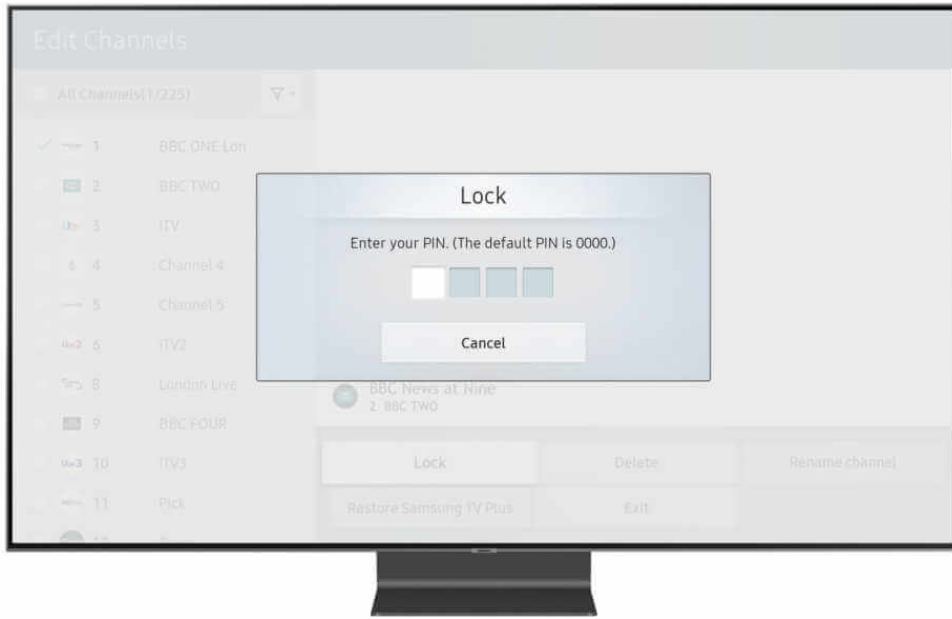 Edit Channels
All Channels(1/225)
1 BBC ONE Lon
2 BBC TWO
3 ITV
4 Channel 4
5 Channel 5
6 ITV2
8 London Live
9 BBC FOUR
10 ITV3
11 Pick
Lock
Enter your PIN. (The default PIN is 0000.)
Cancel
BBC News at Nine
2 BBC TWO
Lock Delete Rename channel
Restore Samsung TV Plus Exit